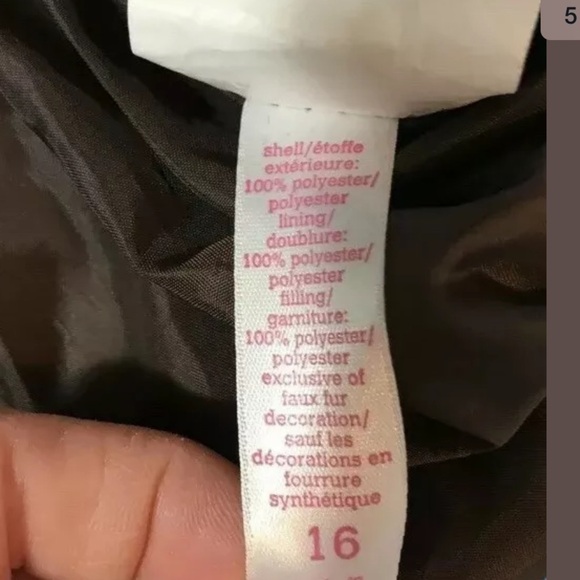 5
shell/étoffe
extérieure:
100% polyester/
polyester
lining/
doublure:
100% polyester/
polyester
filling/
garniture:
100% polyester/
polyester
exclusive of
faux fur
decoration/
sauf les
décorations en
fourrure
synthétique
16